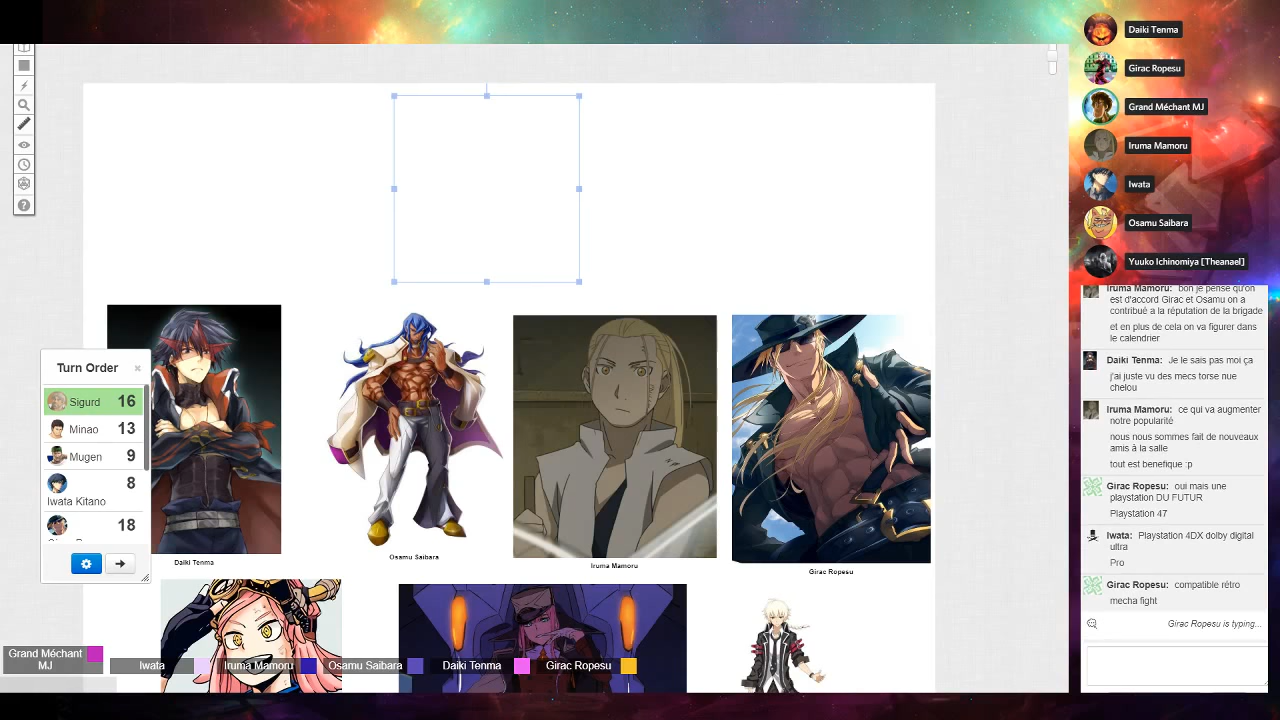 Daiki Tenma
Girac Ropesu
Grand Méchant MJ
Iruma Mamoru
Iwata
Osamu Saibara
Yuuko Ichinomiya [Theanael]
Iruma Mamoru: bon je pense qu'on
est d'accord Girac et Osamu on a
contribué a la réputation de la brigade
et en plus de cela on va figurer dans
le calendrier
Daiki Tenma: Je le sais pas moi ça
j'ai juste vu des mecs torse nue
chelou
Iruma Mamoru: ce qui va augmenter
notre popularité
nous nous sommes fait de nouveaux
amis à la salle
tout est benefique :p
Girac Ropesu: oui mais une
playstation DU FUTUR
Playstation 47
Iwata: Playstation 4DX dolby digital
ultra
Pro
Girac Ropesu: compatible rétro
mecha fight
Girac Ropesu is typing...
Turn Order
×
Sigurd 16
Minao 13
Mugen 9
8
Iwata Kitano
18
Daiki Tenma
Osamu Saibara
Iruma Mamoru
Girac Ropesu
Grand Méchant
MJ
Iwata
Iruma Mamoru
Osamu Saibara
Daiki Tenma
Girac Ropesu